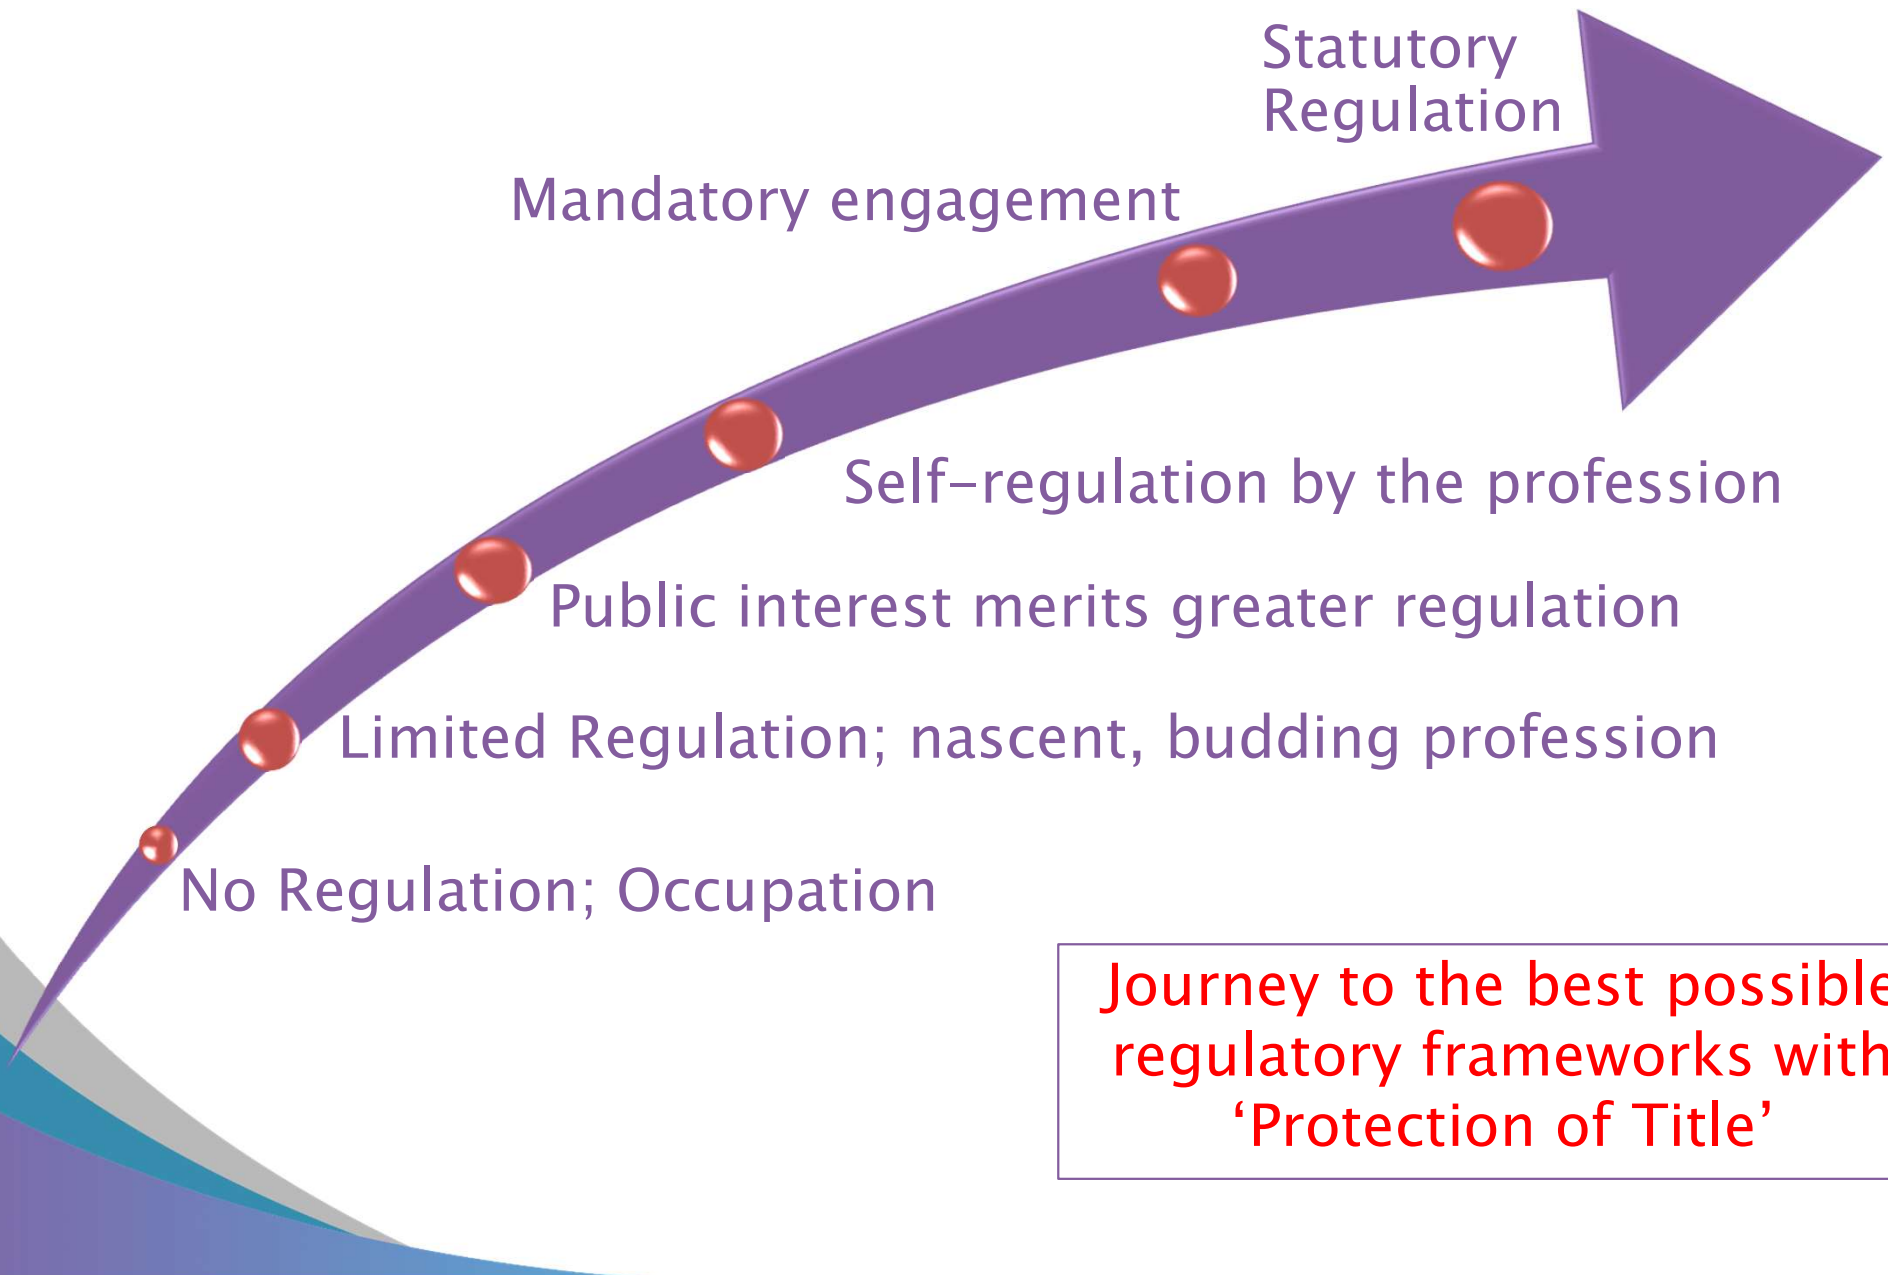 Statutory
Regulation
Mandatory engagement
Self-regulation by the profession
Public interest merits greater regulation
Limited Regulation; nascent, budding profession
No Regulation; Occupation
Journey to the best possible
regulatory frameworks with
‘Protection of Title’